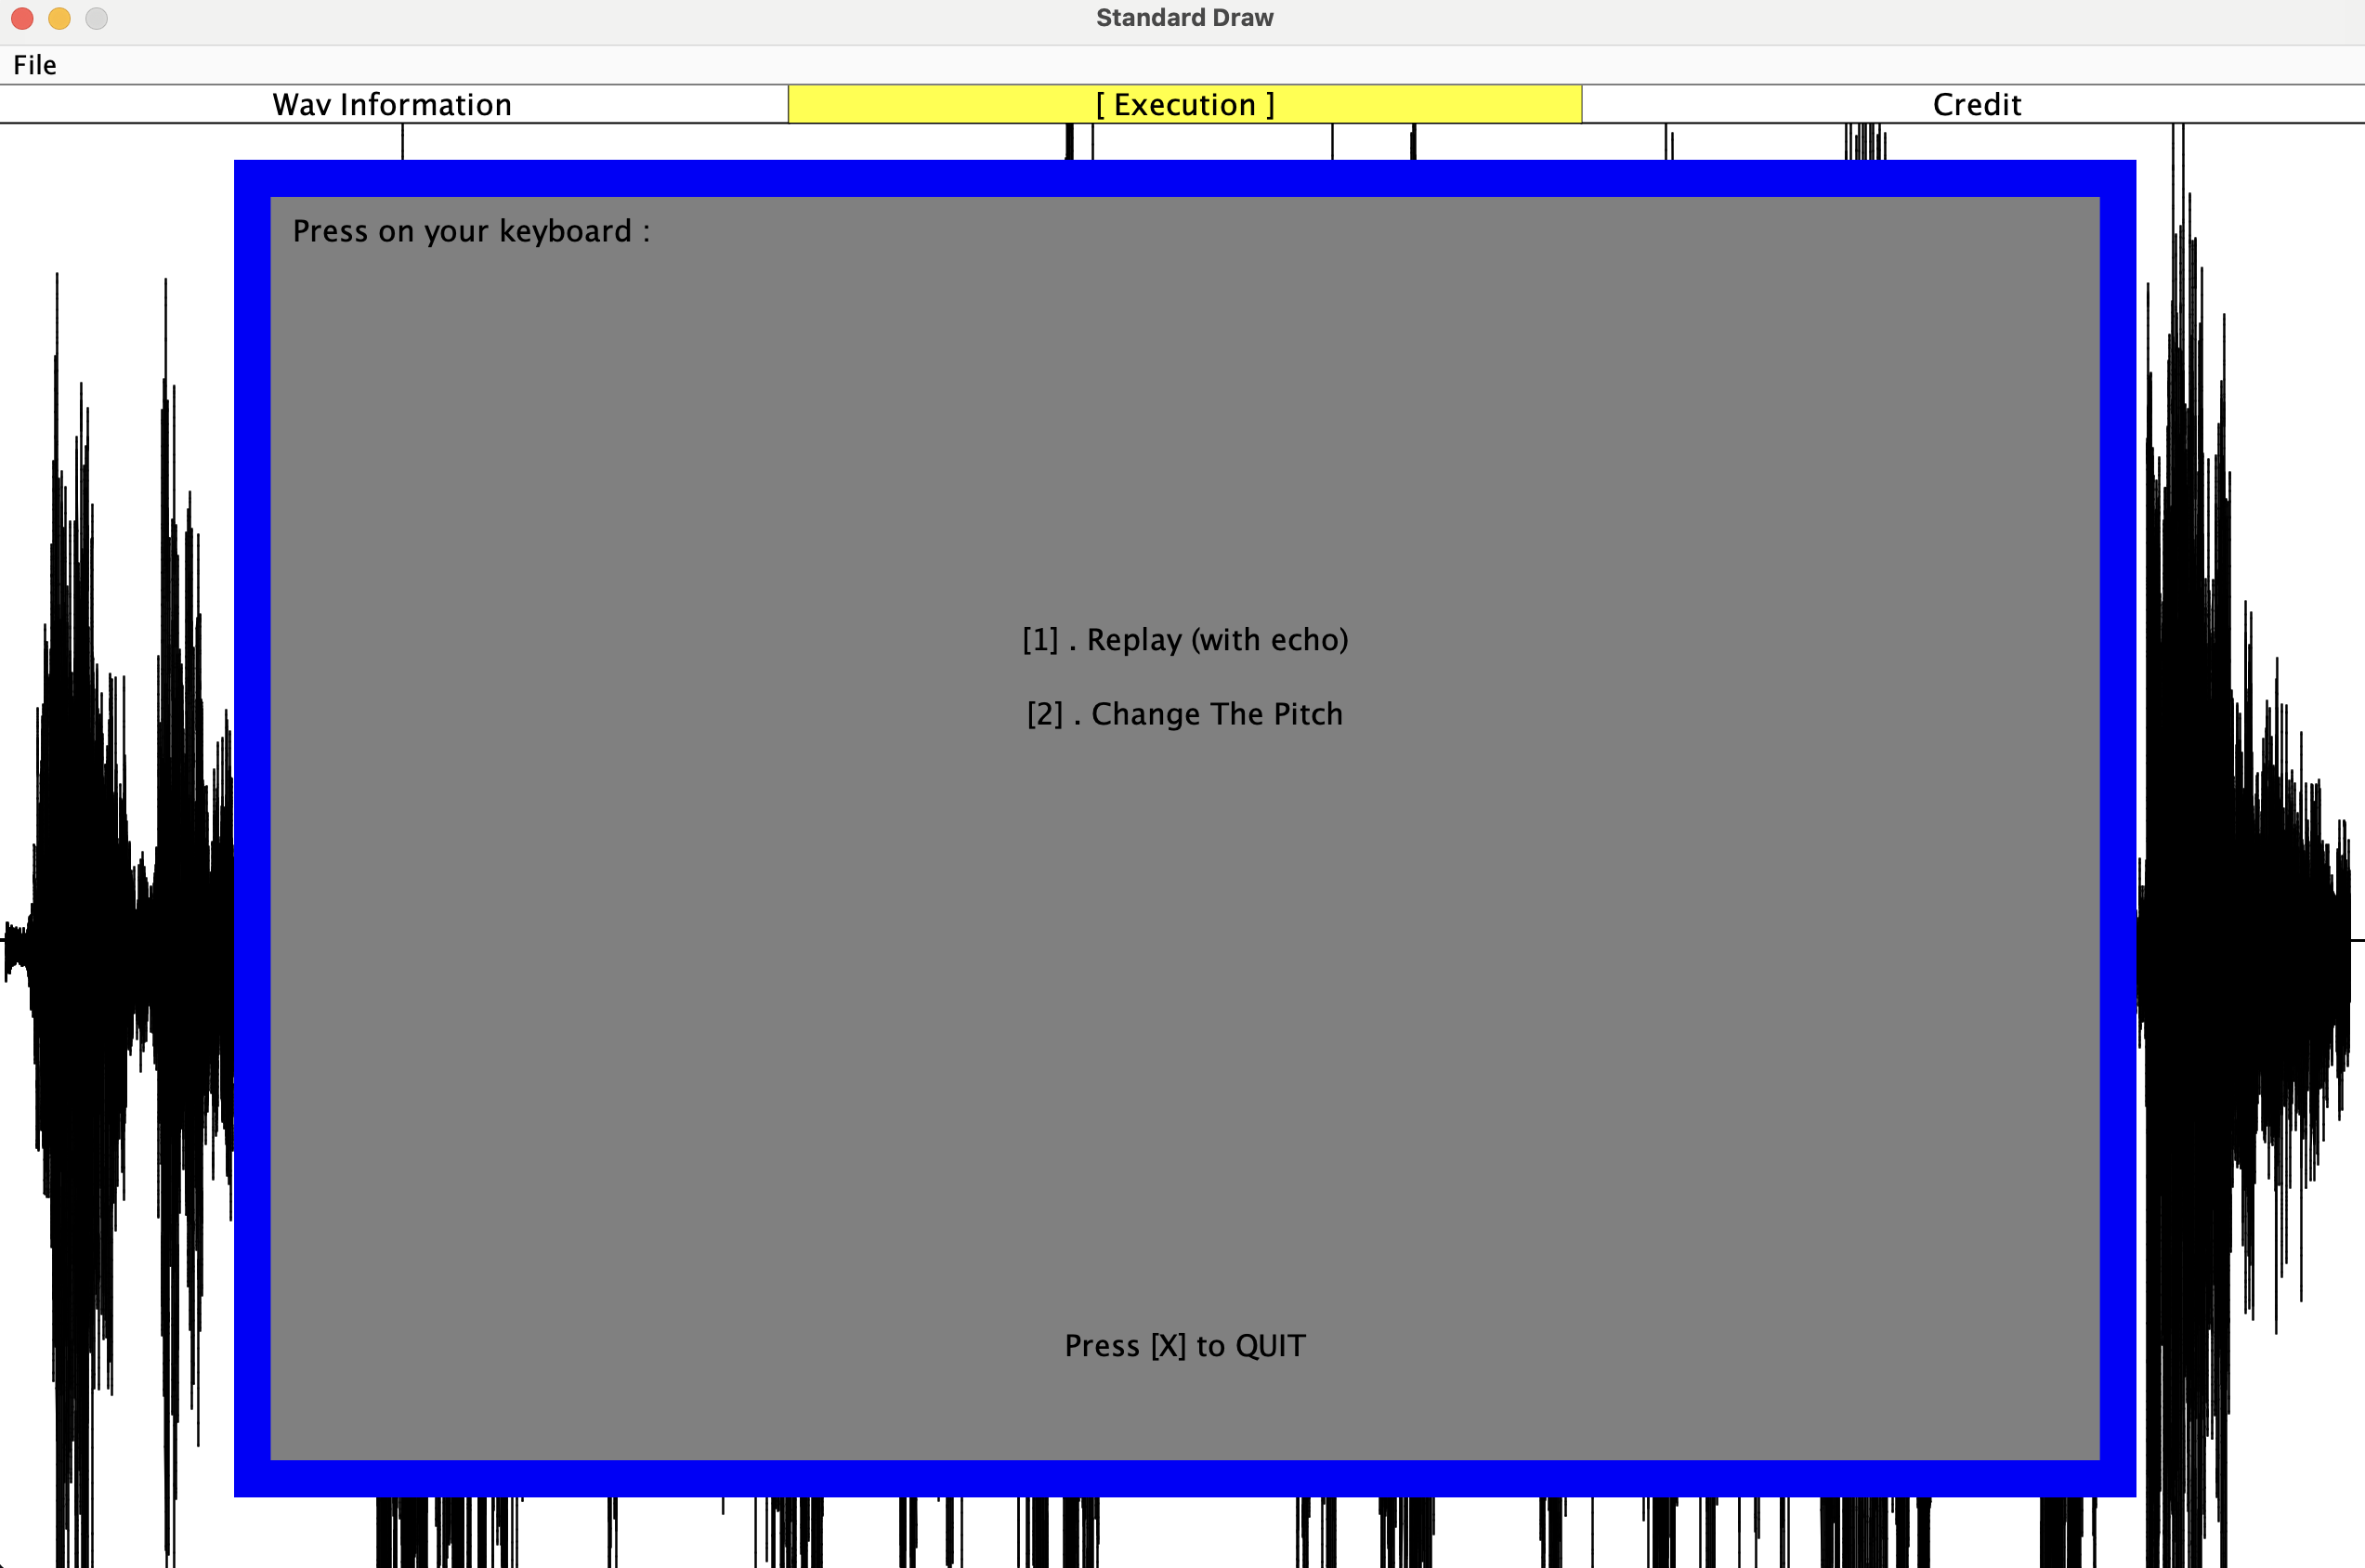 Standard Draw
File
Wav Information
[ Execution ]
Credit
Press on your keyboard :
[1] . Replay (with echo)
[2] . Change The Pitch
Press [X] to QUIT